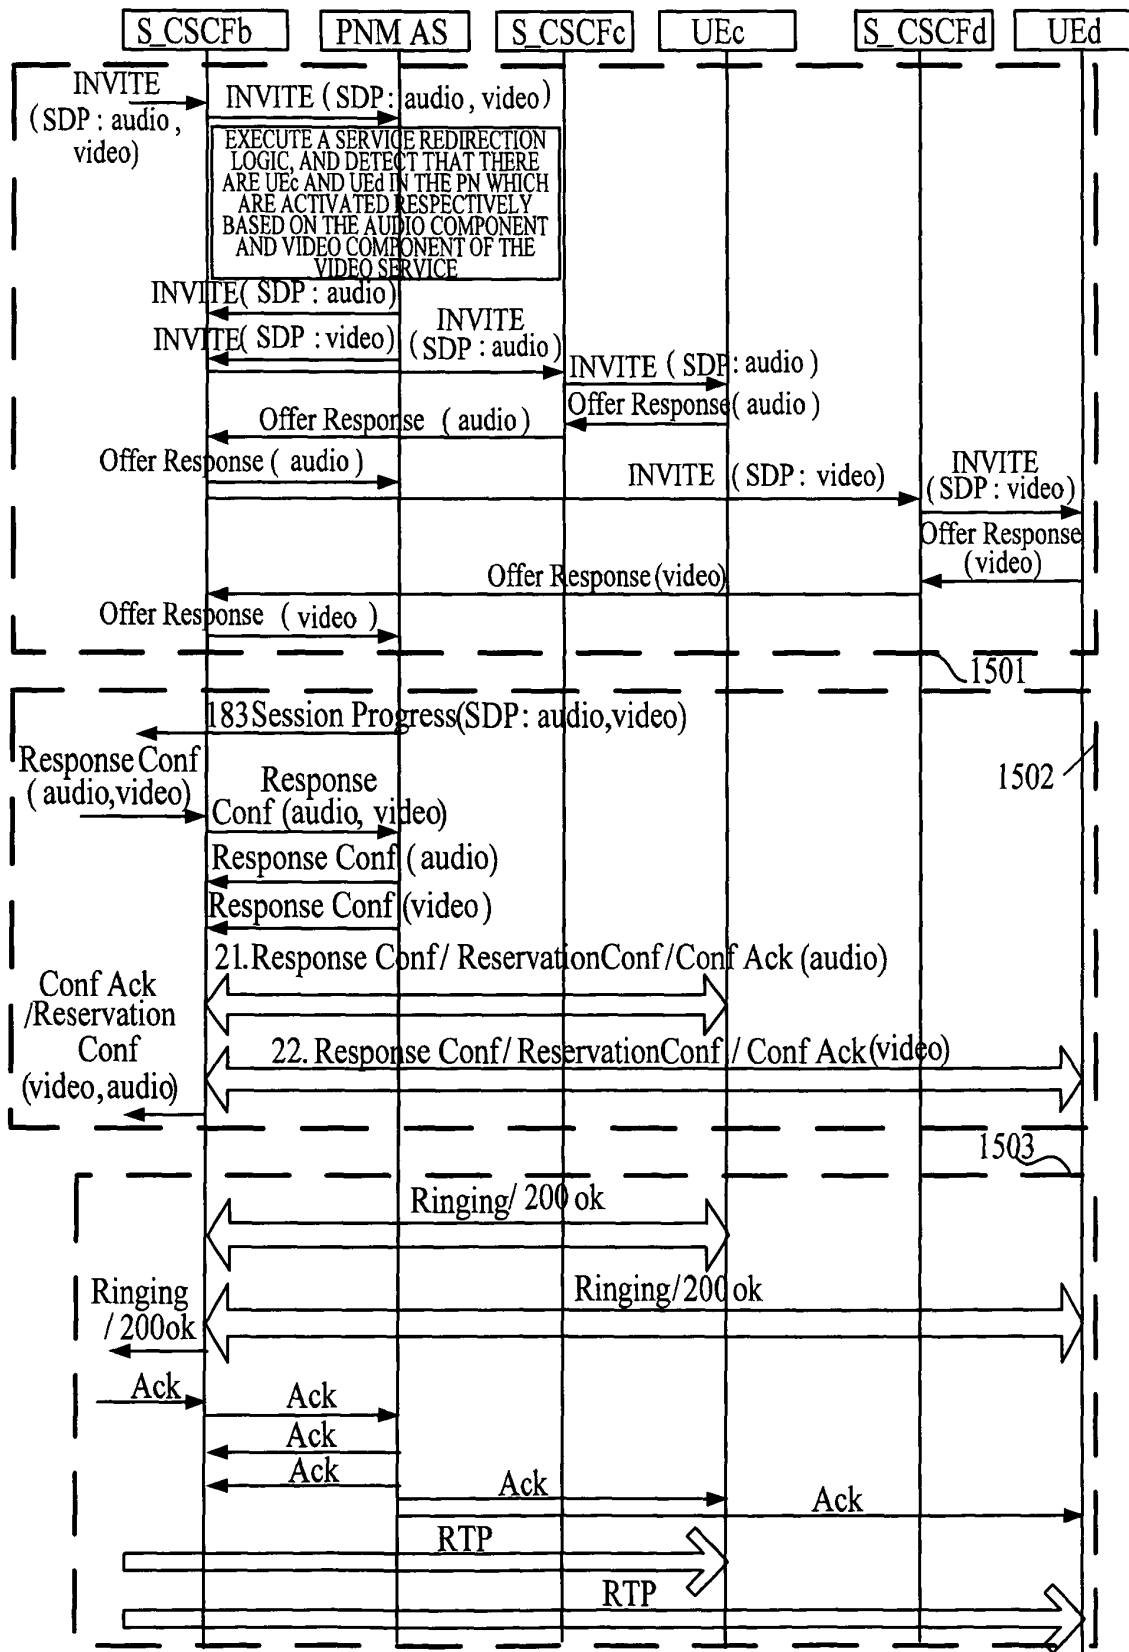 S_CSCFb
PNM AS
S_CSCFc
UEc
S_CSCFd
UEd
INVITE
(SDP : audio,
video)
INVITE (SDP : audio, video)
EXECUTE A SERVICE REDIRECTION
LOGIC, AND DETECT THAT THERE
ARE UEc AND UEd IN THE PN WHICH
ARE ACTIVATED RESPECTIVELY
BASED ON THE AUDIO COMPONENT
AND VIDEO COMPONENT OF THE
VIDEO SERVICE
INVITE( SDP : audio)
INVITE( SDP : video)
INVITE
(SDP : audio)
INVITE ( SDP: audio )
Offer Response( audio)
Offer Response ( audio)
Offer Response ( audio)
INVITE (SDP: video)
INVITE
(SDP : video)
Offer Response
(video)
Offer Response (video)
Offer Response ( video )
1501
183Session Progress(SDP: audio,video)
Response Conf
( audio,video)
1502
Response
Conf (audio, video)
Response Conf ( audio)
Response Conf (video)
21.Response Conf/ ReservationConf /Conf Ack (audio)
Conf Ack
/Reservation
Conf
(video, audio)
22. Response Conf/ ReservationConf / Conf Ack(video)
1503
Ringing/ 200 ok
Ringing/200 ok
Ringing
/ 200ok
Ack
Ack
Ack
Ack
Ack
Ack
RTP
RTP